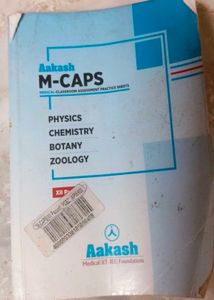 Aakash
M-CAPS
MEDICAL-CLASSROOM ASSESSMENT PRACTICE SHEETS
PHYSICS
CHEMISTRY
BOTANY
ZOOLOGY
XII
Aakash
Medical|IIT-JEE|Foundations